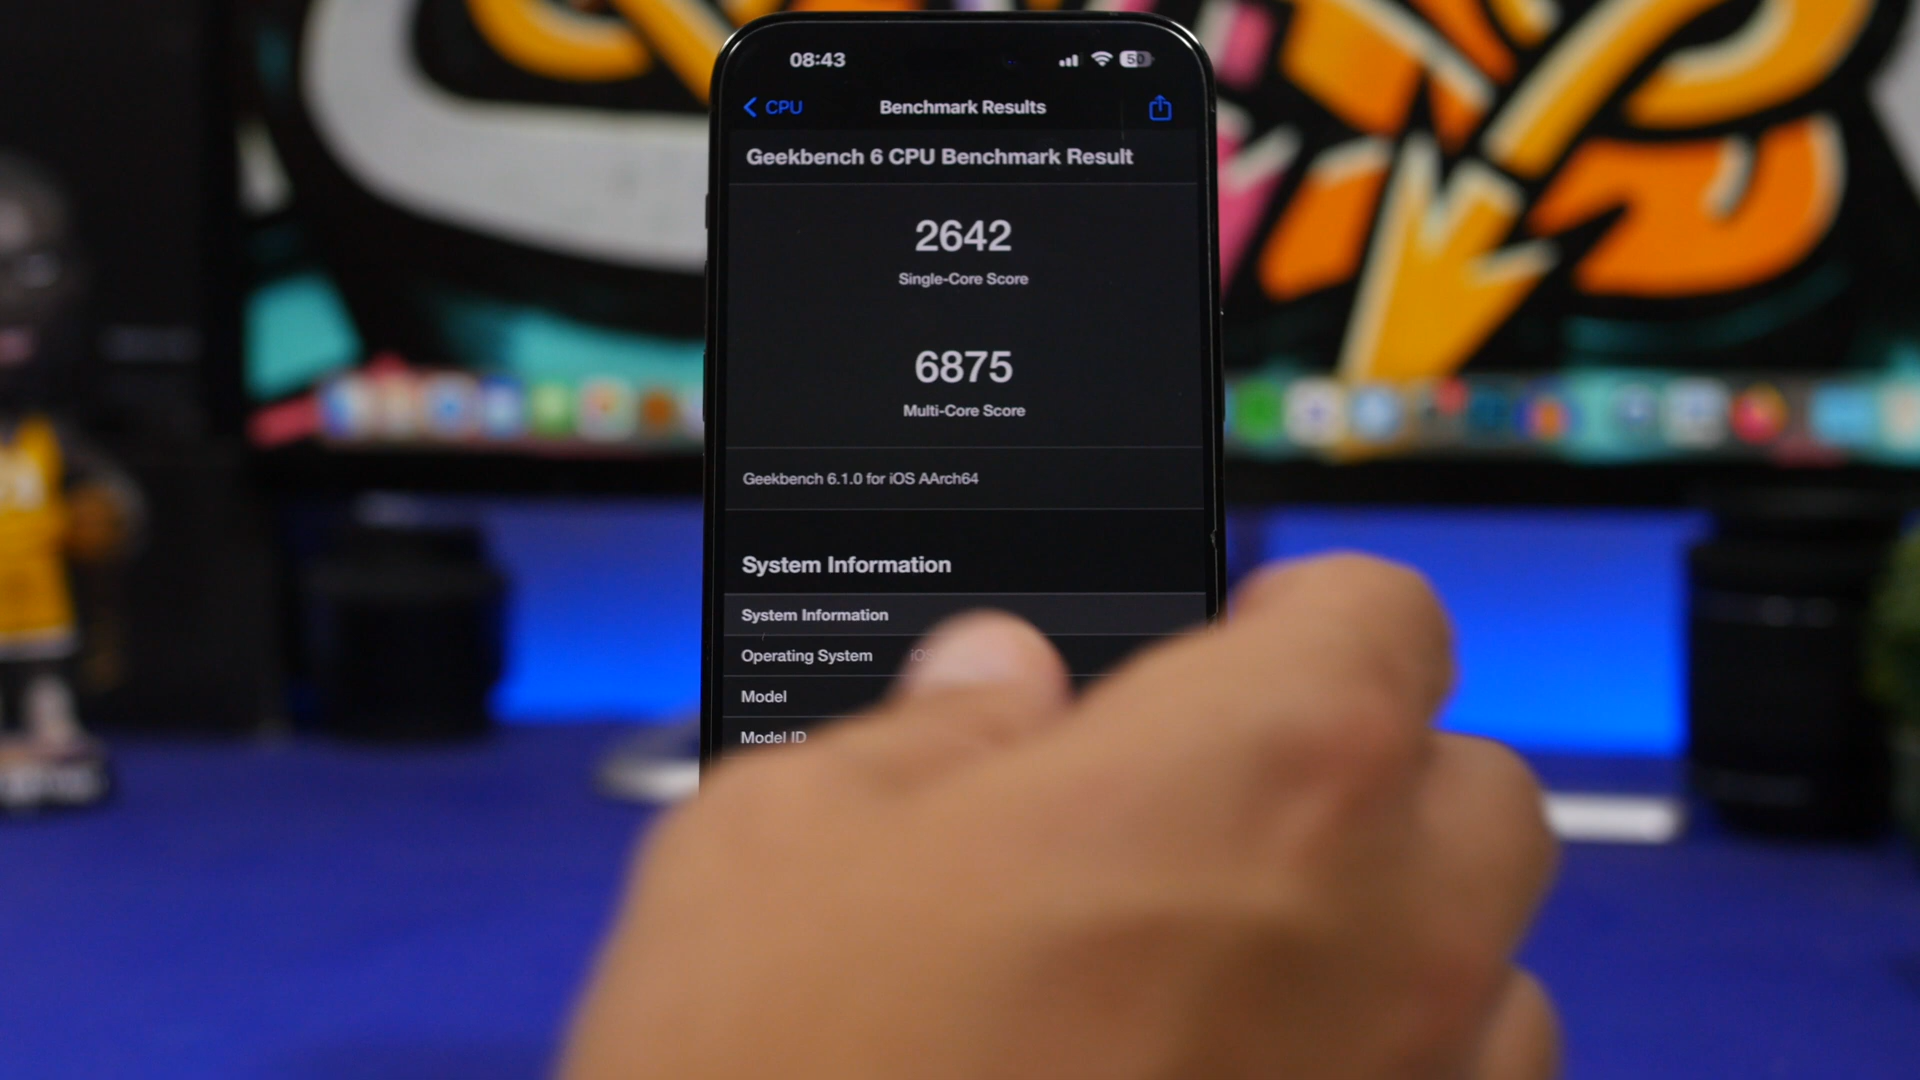 08:43
50
CPU
Benchmark Results
Geekbench 6 CPU Benchmark Result
2642
Single-Core Score
6875
Multi-Core Score
Geekbench 6.1.0 for iOS AArch64
System Information
System Information
Operating System iOS
Model
Model ID